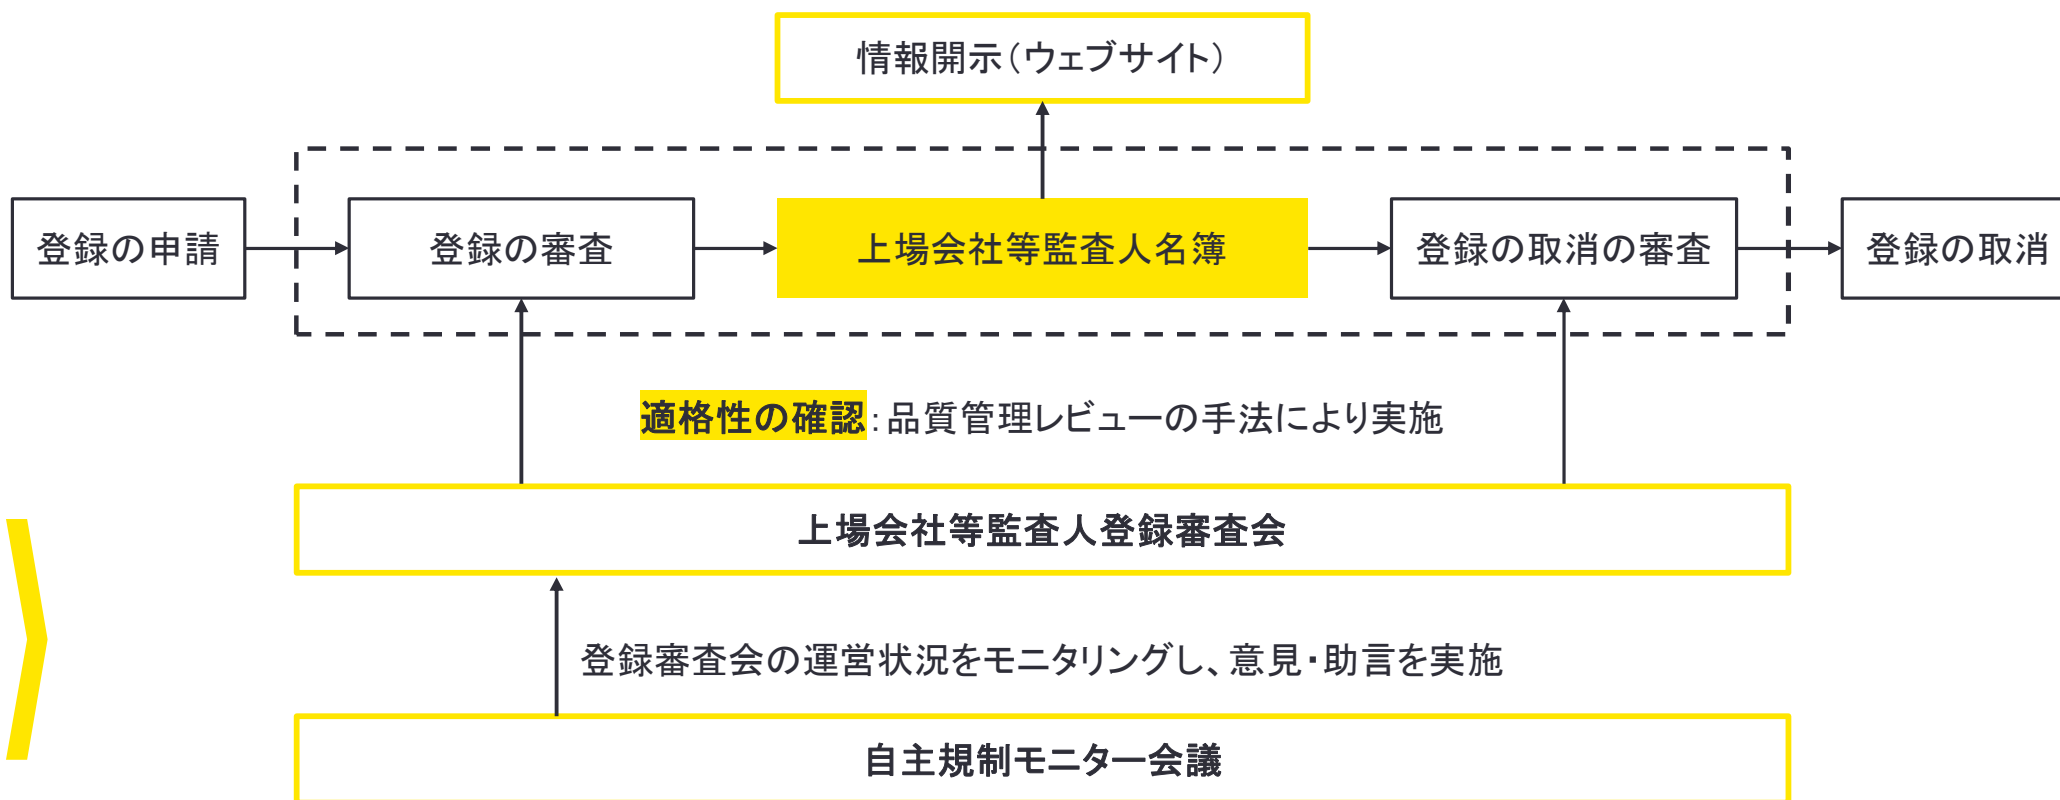 情報開示（ウェブサイト）
登録の申請
登録の審査
上場会社等監査人名簿
登録の取消の審査
登録の取消
適格性の確認：品質管理レビューの手法により実施
上場会社等監査人登録審査会
登録審査会の運営状況をモニタリングし、意見・助言を実施
自主規制モニター会議